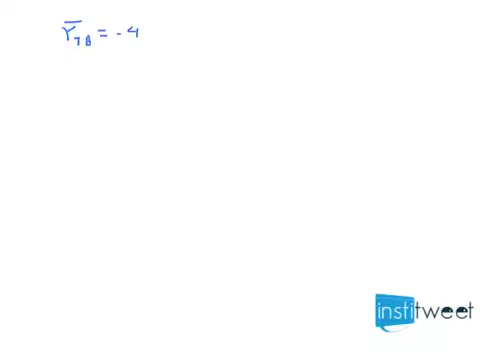 Y̅₇₈ = - 4
institweet